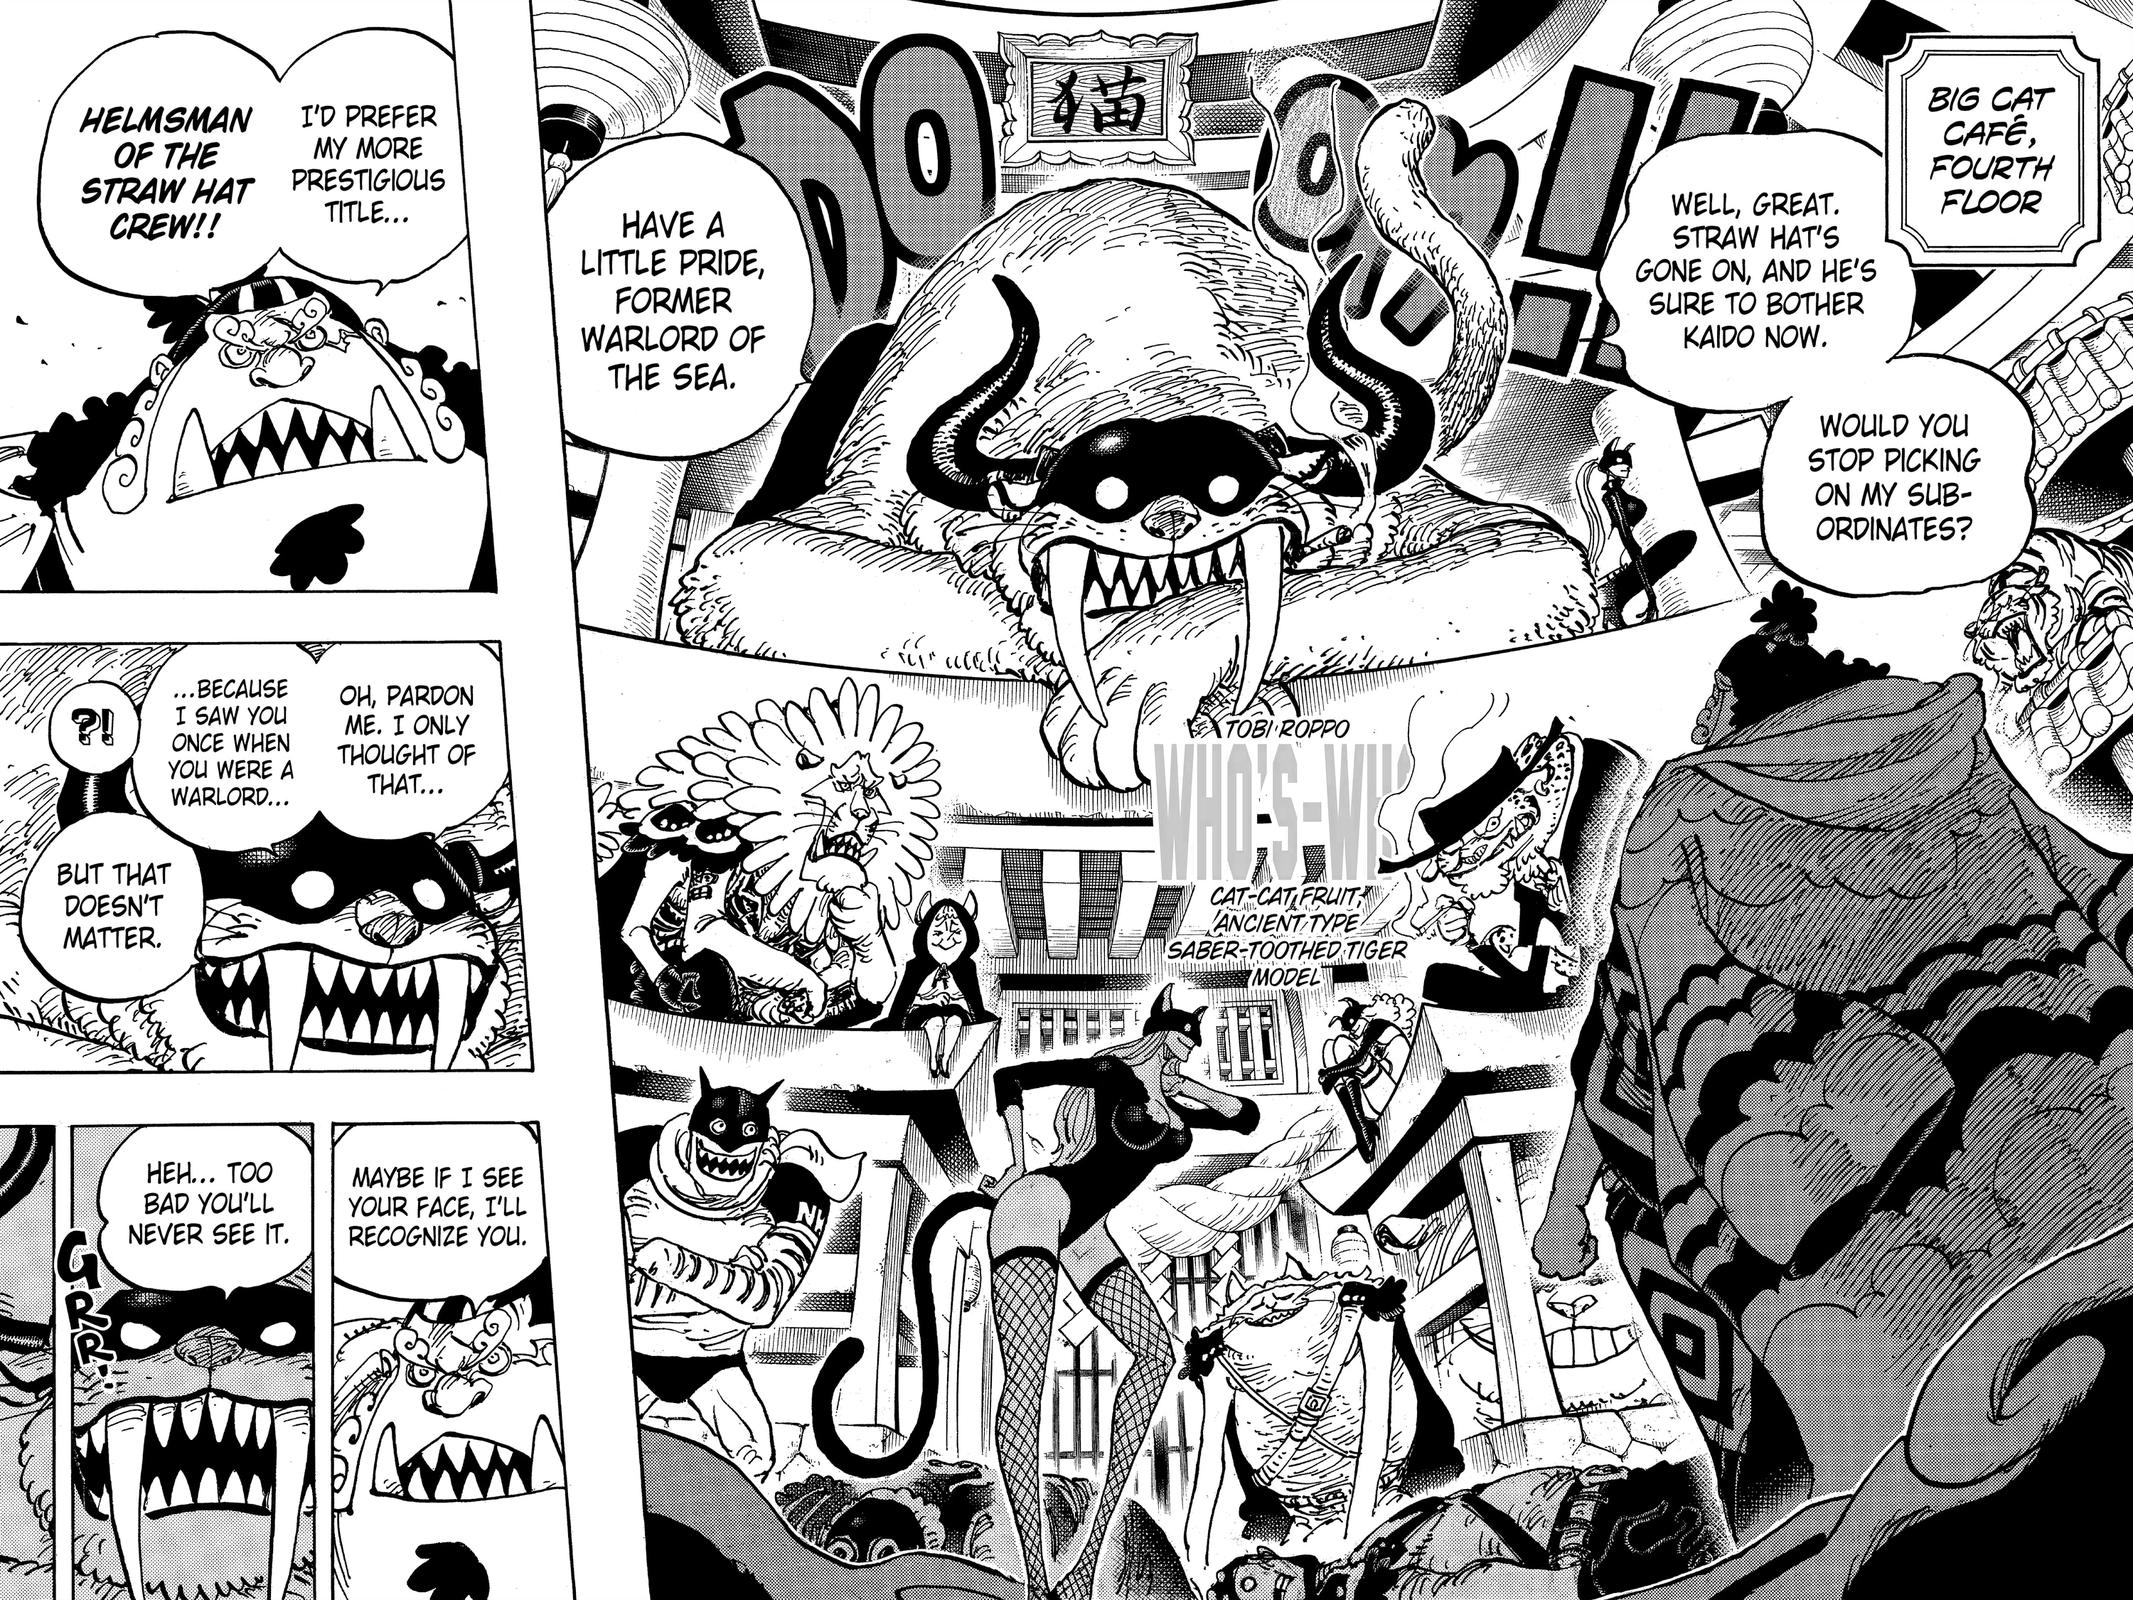 BIG CAT
CAFÉ,
FOURTH
FLOOR
WELL, GREAT.
STRAW HAT'S
GONE ON, AND HE'S
SURE TO BOTHER
KAIDO NOW.
WOULD YOU
STOP PICKING
ON MY SUB-
ORDINATES?
猫
DOOM!!
HAVE A
LITTLE PRIDE,
FORMER
WARLORD OF
THE SEA.
TOBI ROPPO
WHO'S-WHO
CAT-CAT FRUIT,
ANCIENT TYPE
SABER-TOOTHED TIGER
MODEL
I'D PREFER
MY MORE
PRESTIGIOUS
TITLE...
HELMSMAN
OF THE
STRAW HAT
CREW!!
OH, PARDON
ME. I ONLY
THOUGHT OF
THAT...
...BECAUSE
I SAW YOU
ONCE WHEN
YOU WERE A
WARLORD...
?!
BUT THAT
DOESN'T
MATTER.
MAYBE IF I SEE
YOUR FACE, I'LL
RECOGNIZE YOU.
HEH... TOO
BAD YOU'LL
NEVER SEE IT.
GRR...